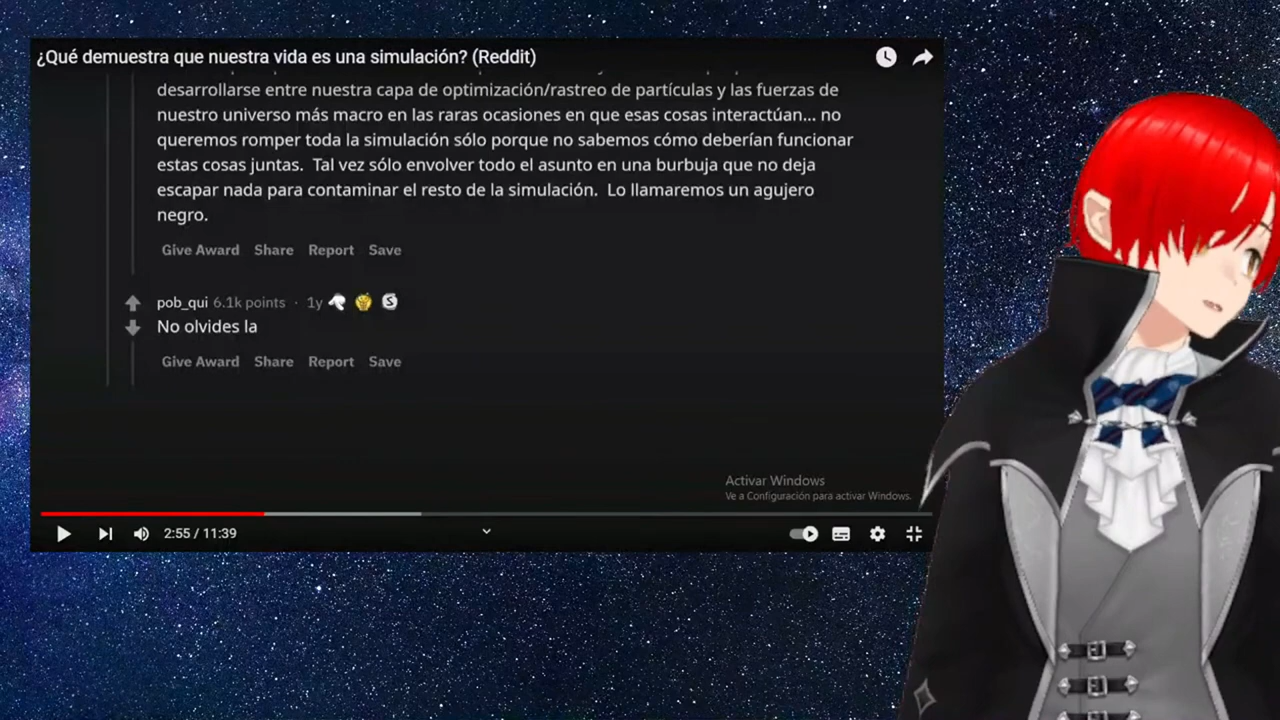 ¿Qué demuestra que nuestra vida es una simulación? (Reddit)
desarrollarse entre nuestra capa de optimización/rastreo de partículas y las fuerzas de
nuestro universo más macro en las raras ocasiones en que esas cosas interactúan... no
queremos romper toda la simulación sólo porque no sabemos cómo deberían funcionar
estas cosas juntas. Tal vez sólo envolver todo el asunto en una burbuja que no deja
escapar nada para contaminar el resto de la simulación. Lo llamaremos un agujero
negro.
Give Award Share Report Save
pob_qui 6.1k points · 1y
No olvides la
Give Award Share Report Save
Activar Windows
Ve a Configuración para activar Windows.
2:55 / 11:39